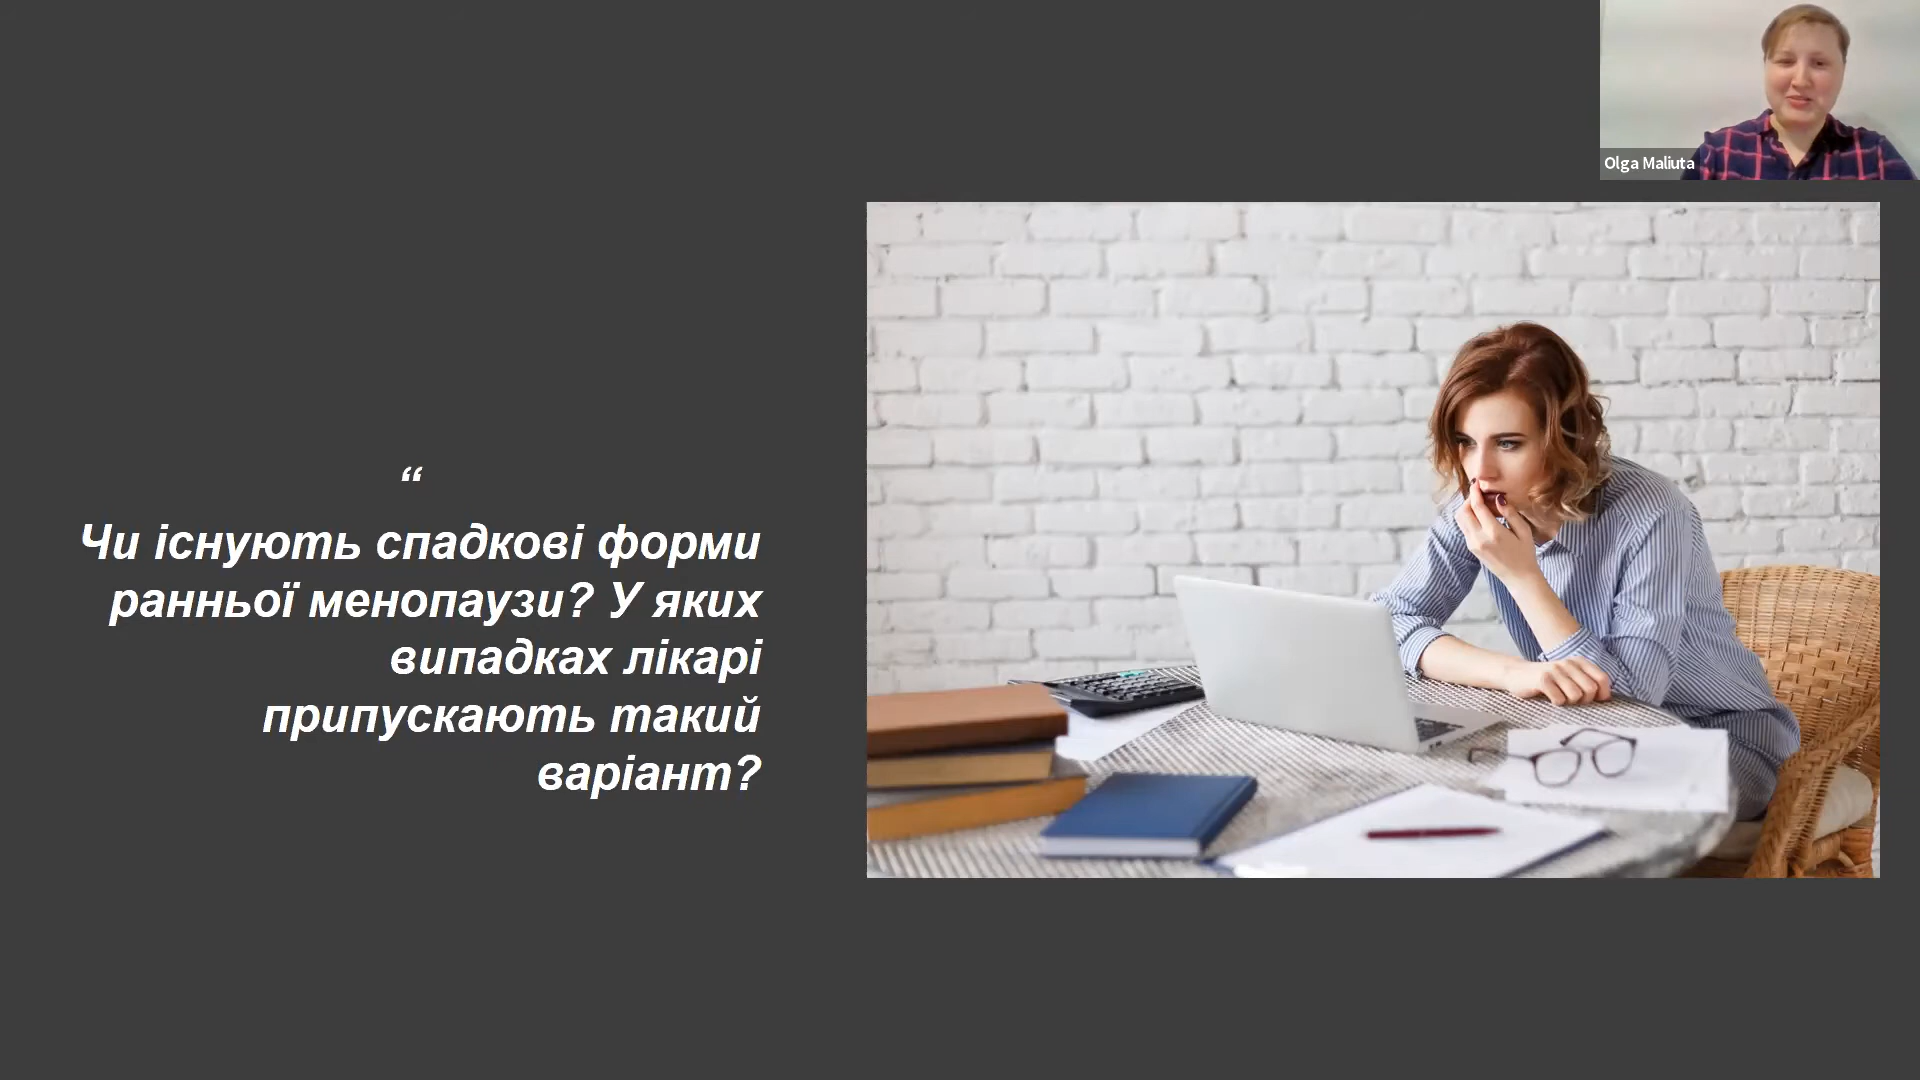 Olga Maliuta
“
Чи існують спадкові форми
ранньої менопаузи? У яких
випадках лікарі
припускають такий
варіант?